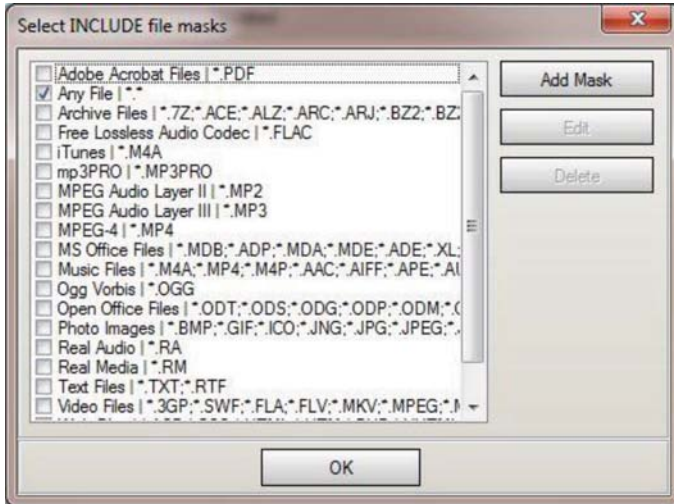 Select INCLUDE file masks
Adobe Acrobat Files | *.PDF
Any File | *.*
Archive Files | *.7Z;*.ACE;*.ALZ;*.ARC;*.ARJ;*.BZ2;*.BZ
Free Lossless Audio Codec | *.FLAC
iTunes | *.M4A
mp3PRO | *.MP3PRO
MPEG Audio Layer II | *.MP2
MPEG Audio Layer III | *.MP3
MPEG-4 | *.MP4
MS Office Files | *.MDB;*.ADP;*.MDA;*.MDE;*.ADE;*.XL;
Music Files | *.M4A;*.MP4;*.M4P;*.AAC;*.AIFF;*.APE;
Ogg Vorbis | *.OGG
Open Office Files | *.ODT;*.ODS;*.ODG;*.ODP;*.ODM;
Photo Images | *.BMP;*.GIF;*.ICO;*.JNG;*.JPG;*.JPEG;
Real Audio | *.RA
Real Media | *.RM
Text Files | *.TXT;*.RTF
Video Files | *.3GP;*.SWF;*.FLA;*.FLV;*.MKV;*.MPEG;
Add Mask
Edit
Delete
OK